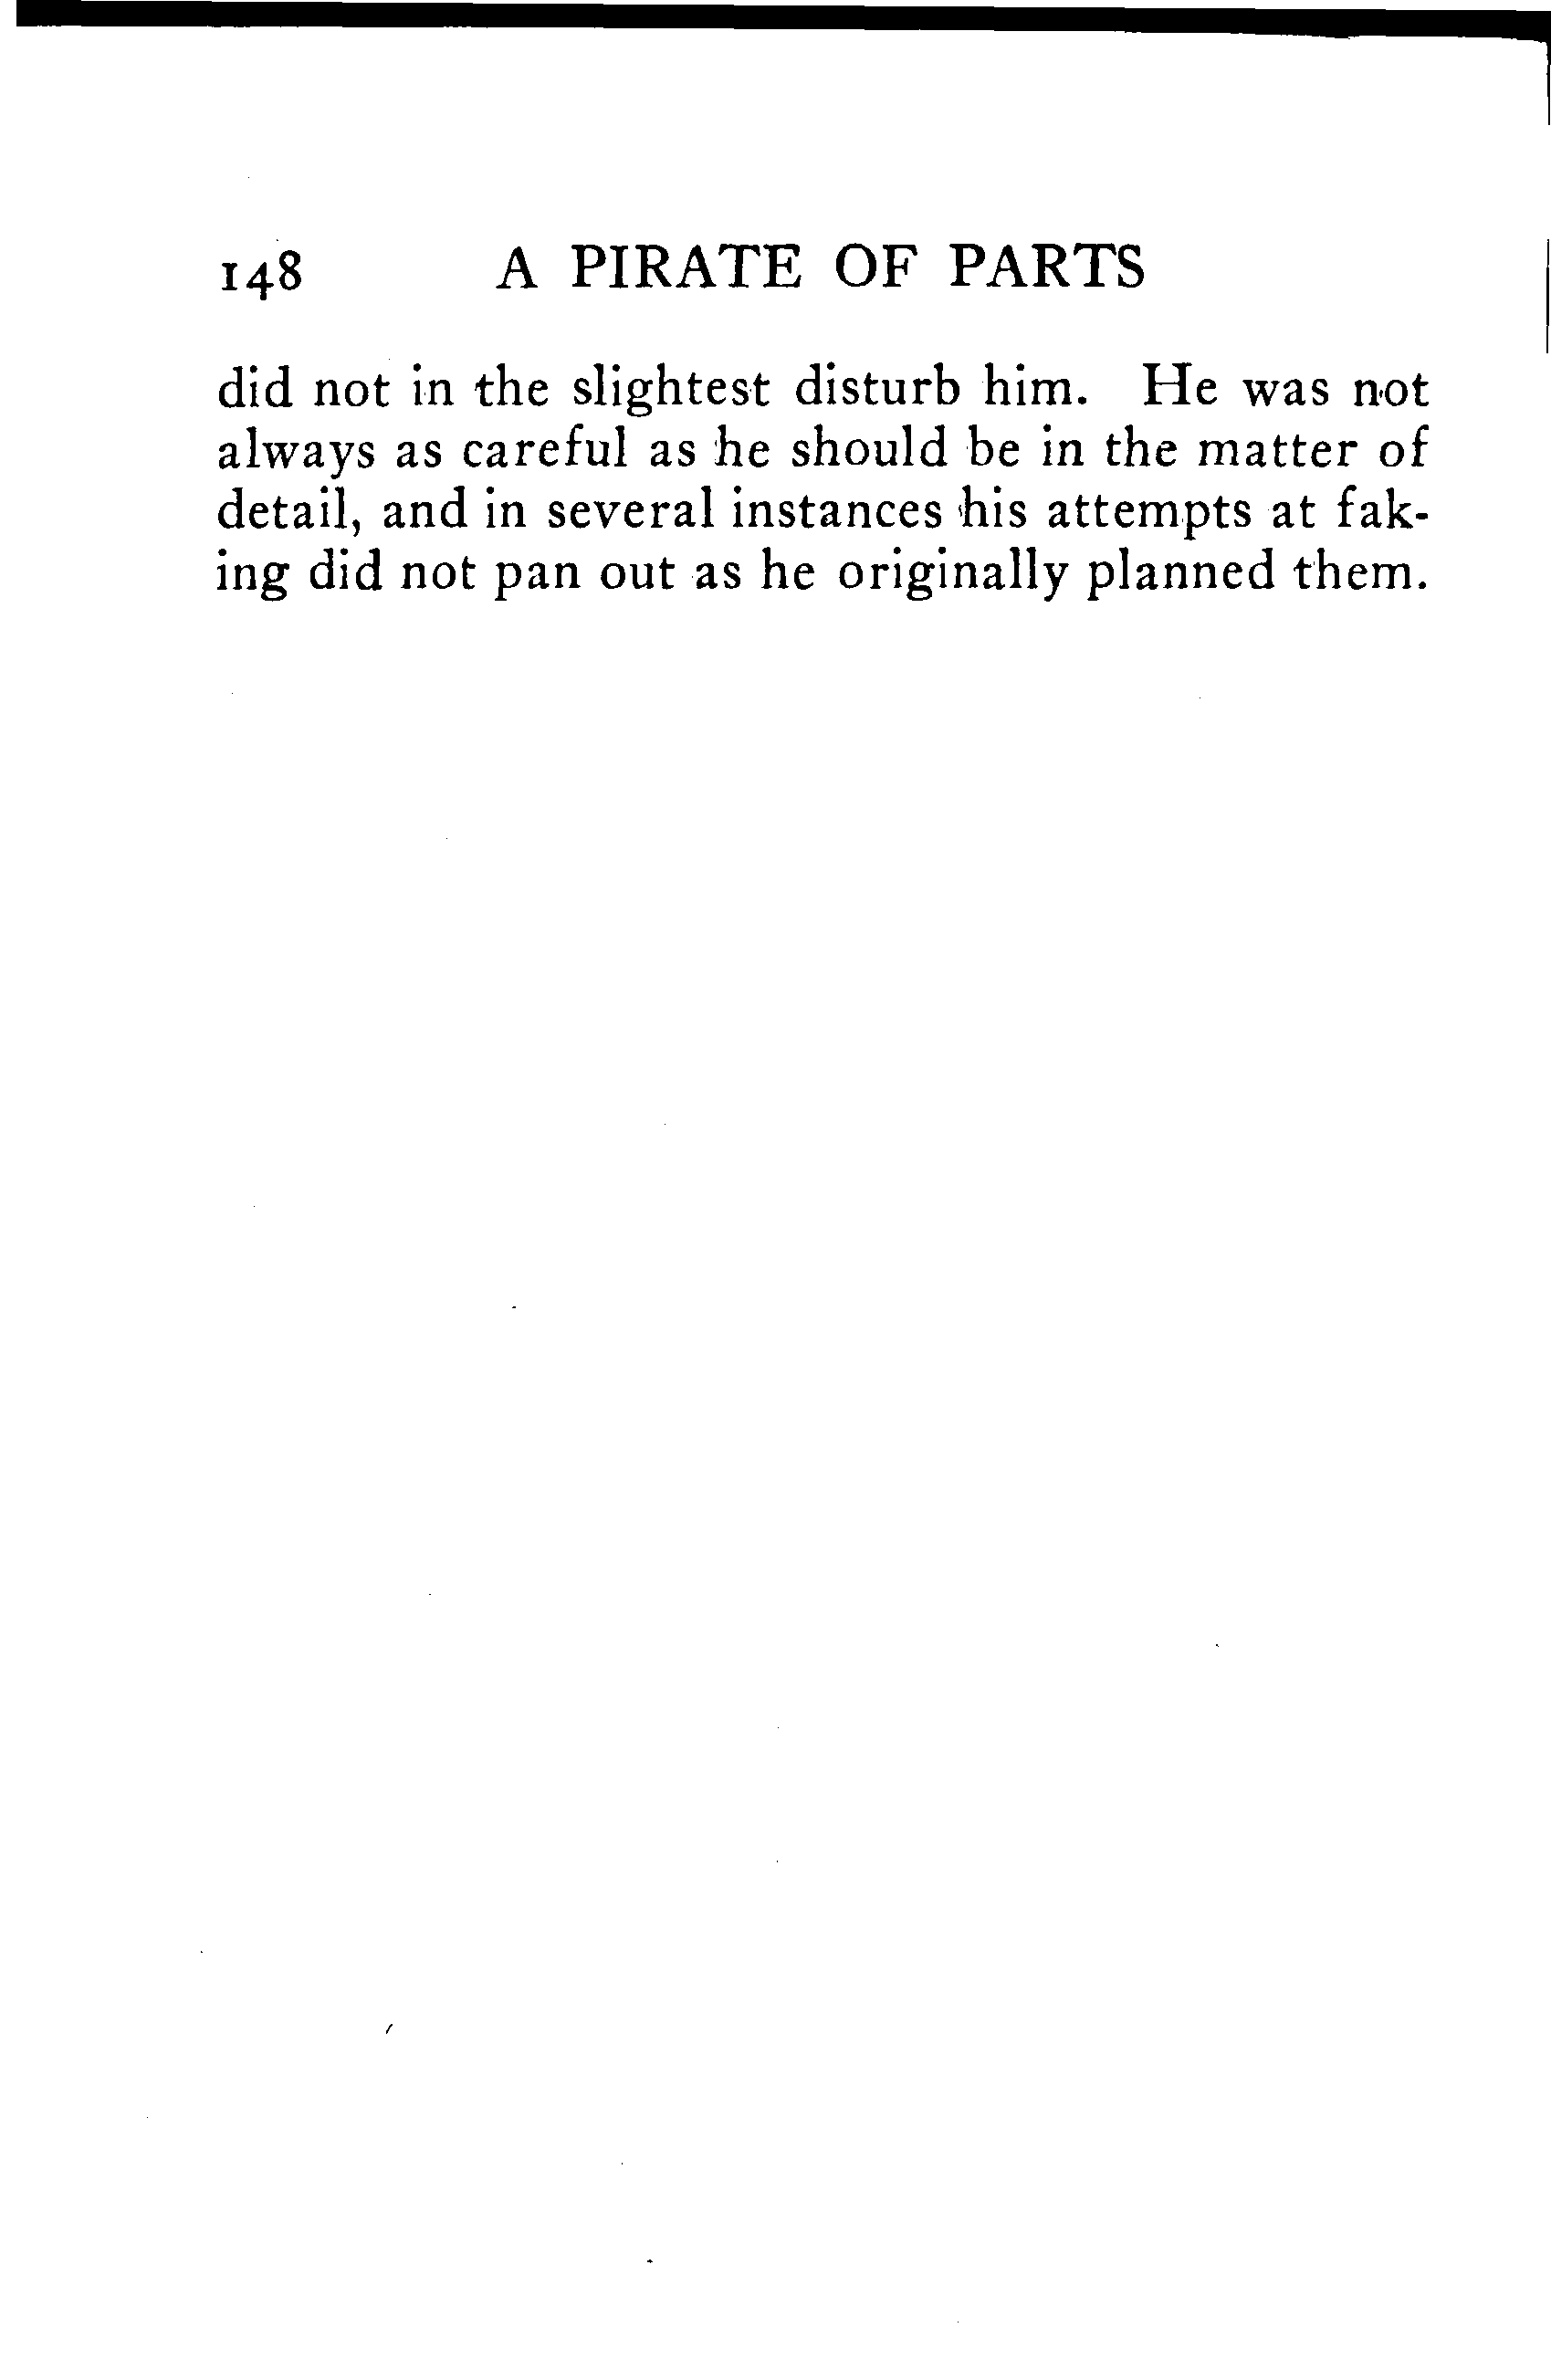 148 A PIRATE OF PARTS
did not in the slightest disturb him. He was not
always as careful as he should be in the matter of
detail, and in several instances his attempts at fak-
ing did not pan out as he originally planned them.